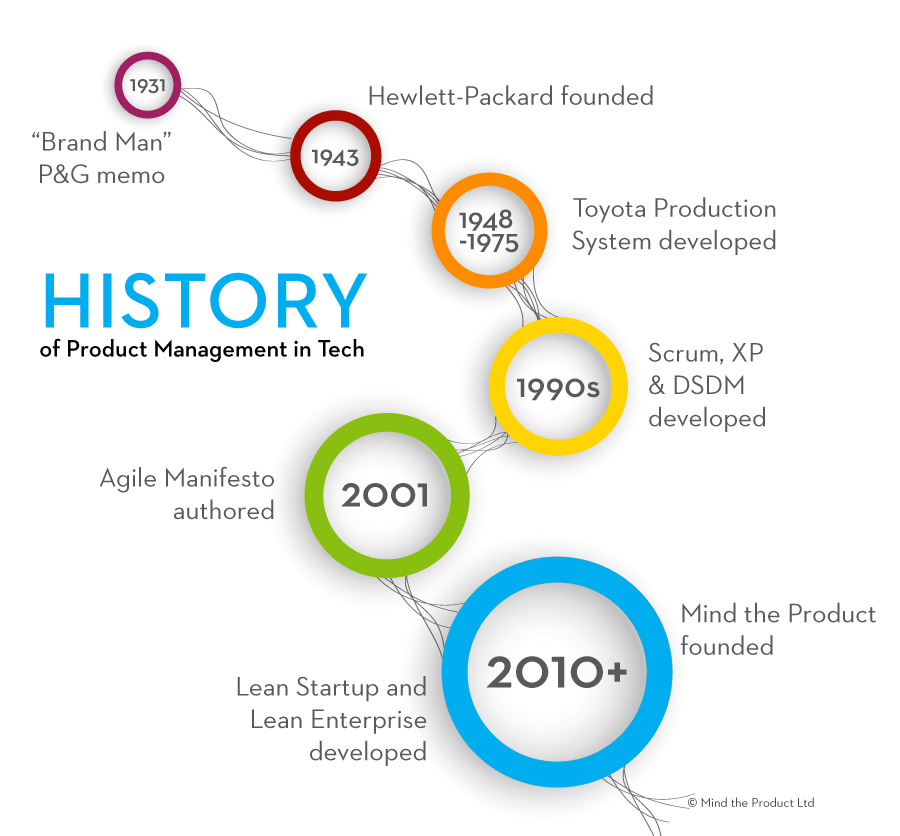 1931
“Brand Man”
P&G memo
Hewlett-Packard founded
1943
1948
-1975
Toyota Production
System developed
HISTORY
of Product Management in Tech
1990s
Scrum, XP
& DSDM
developed
Agile Manifesto
authored
2001
2010+
Mind the Product
founded
Lean Startup and
Lean Enterprise
developed
© Mind the Product Ltd